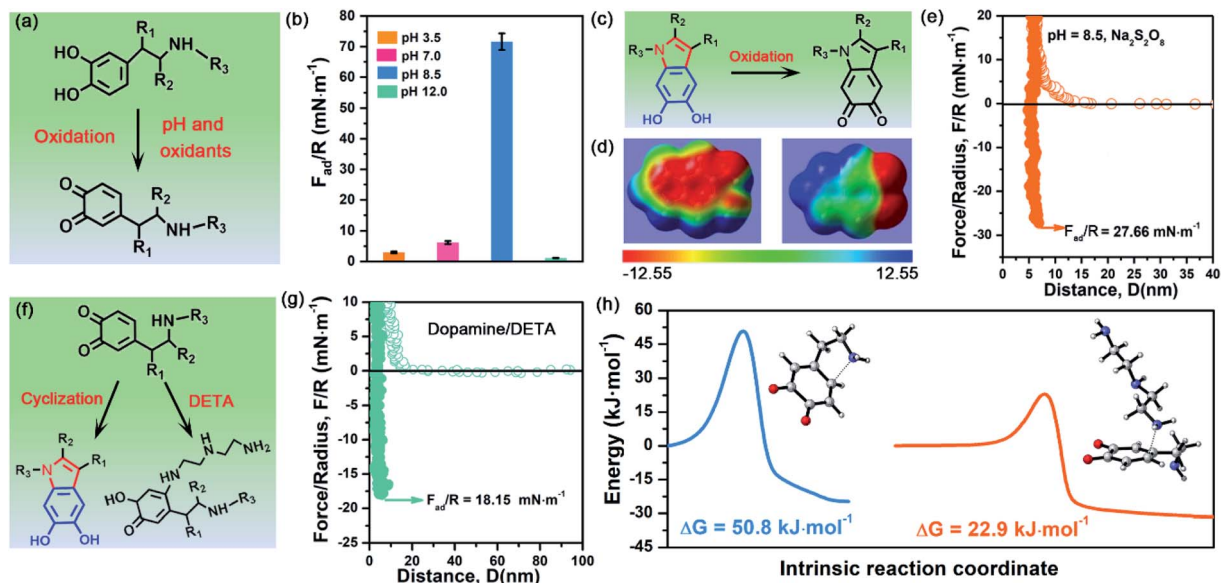 (a)
HO
HO
R₁
NH
R₂
R₃
Oxidation
pH and
oxidants
O
O
R₂
NH
R₃
R₁
(b)
F_ad/R (mN·m⁻¹)
80
70
60
50
40
30
20
10
0
pH 3.5
pH 7.0
pH 8.5
pH 12.0
(c)
R₂
R₃
N
R₁
HO
OH
Oxidation
R₂
R₃
N
R₁
O
O
(d)
-12.55
12.55
(e)
Force/Radius, F/R (mN·m⁻¹)
20
10
0
-10
-20
-30
pH = 8.5, Na₂S₂O₈
F_ad/R = 27.66 mN·m⁻¹
0 5 10 15 20 25 30 35 40
Distance, D(nm)
(f)
O
O
NH
R₃
R₂
R₁
Cyclization
DETA
R₂
R₃
N
R₁
HO
OH
H
N
NH₂
HN
HO
O
R₂
NH
R₃
R₁
(g)
Force/Radius, F/R (mN·m⁻¹)
10
5
0
-5
-10
-15
-20
-25
Dopamine/DETA
F_ad/R = 18.15 mN·m⁻¹
0 20 40 60 80 100
Distance, D(nm)
(h)
Energy (kJ·mol⁻¹)
60
45
30
15
0
-15
-30
-45
ΔG = 50.8 kJ·mol⁻¹
ΔG = 22.9 kJ·mol⁻¹
Intrinsic reaction coordinate